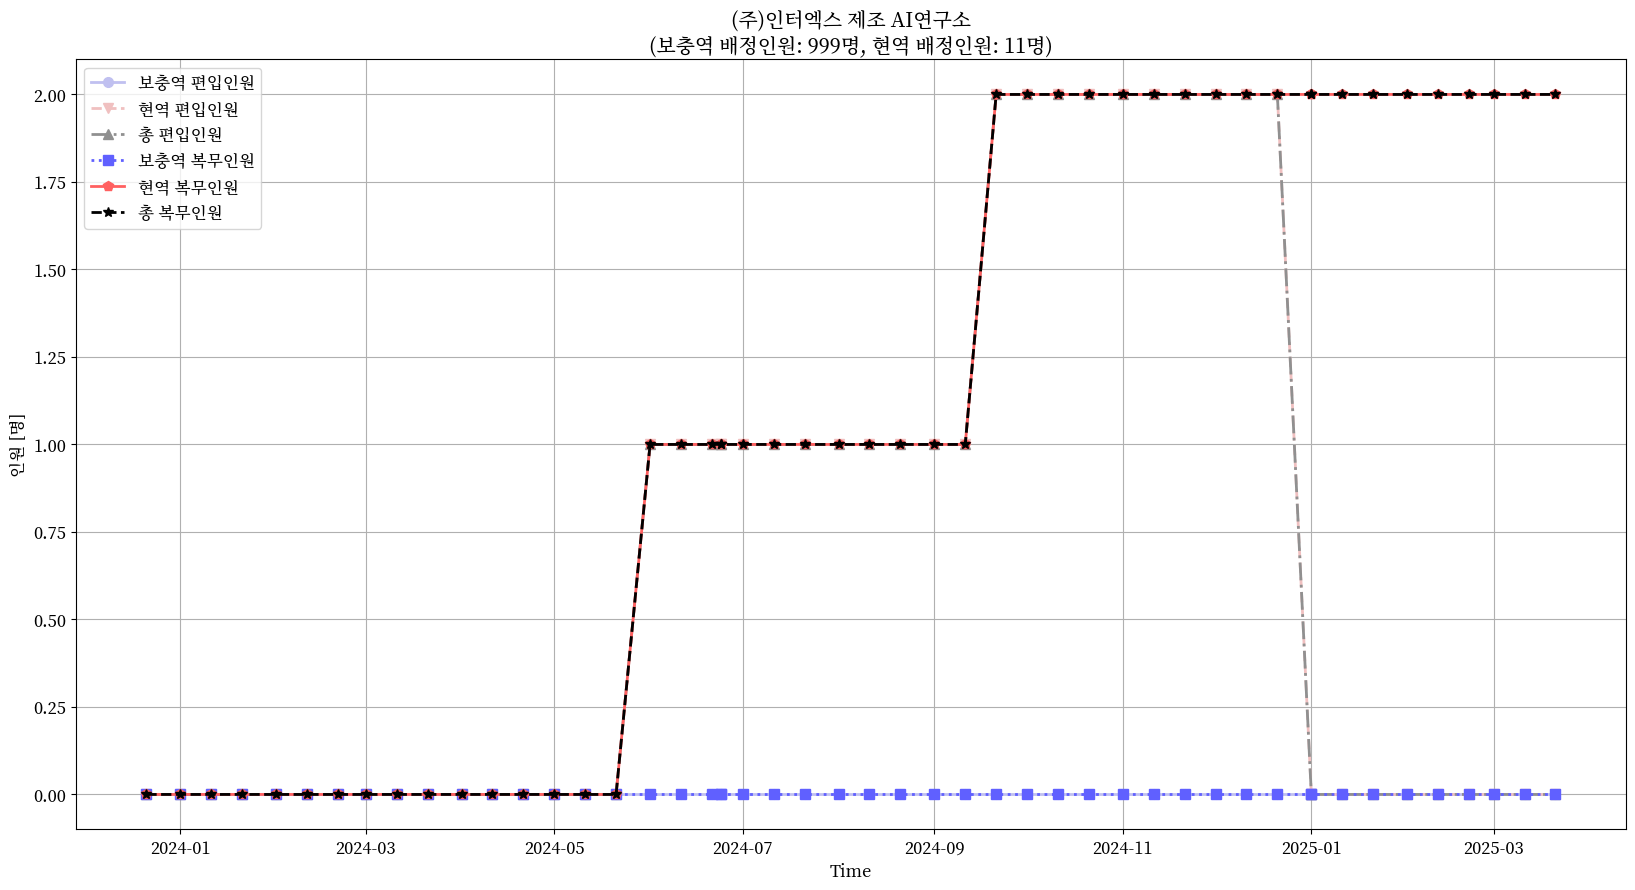 (주)인터엑스 제조 AI연구소
(보충역 배정인원: 999명, 현역 배정인원: 11명)
보충역 편입인원
현역 편입인원
총 편입인원
보충역 복무인원
현역 복무인원
총 복무인원
2.00
1.75
1.50
1.25
1.00
0.75
0.50
0.25
0.00
인원 [명]
2024-01 2024-03 2024-05 2024-07 2024-09 2024-11 2025-01 2025-03
Time